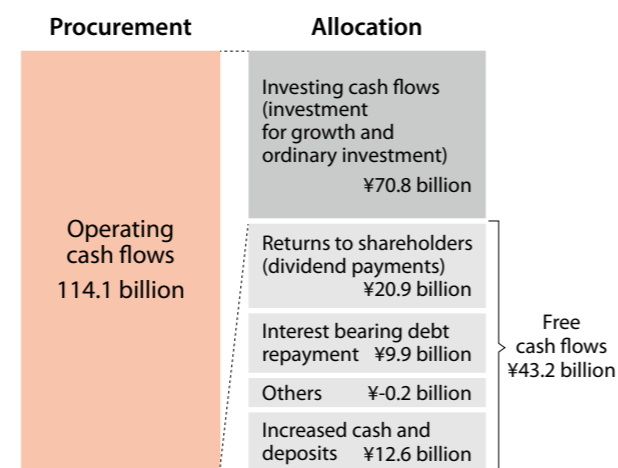 Procurement
Allocation
Operating
cash flows
114.1 billion
Investing cash flows
(investment
for growth and
ordinary investment)
¥70.8 billion
Returns to shareholders
(dividend payments)
¥20.9 billion
Interest bearing debt
repayment ¥9.9 billion
Others ¥-0.2 billion
Increased cash and
deposits ¥12.6 billion
Free
cash flows
¥43.2 billion